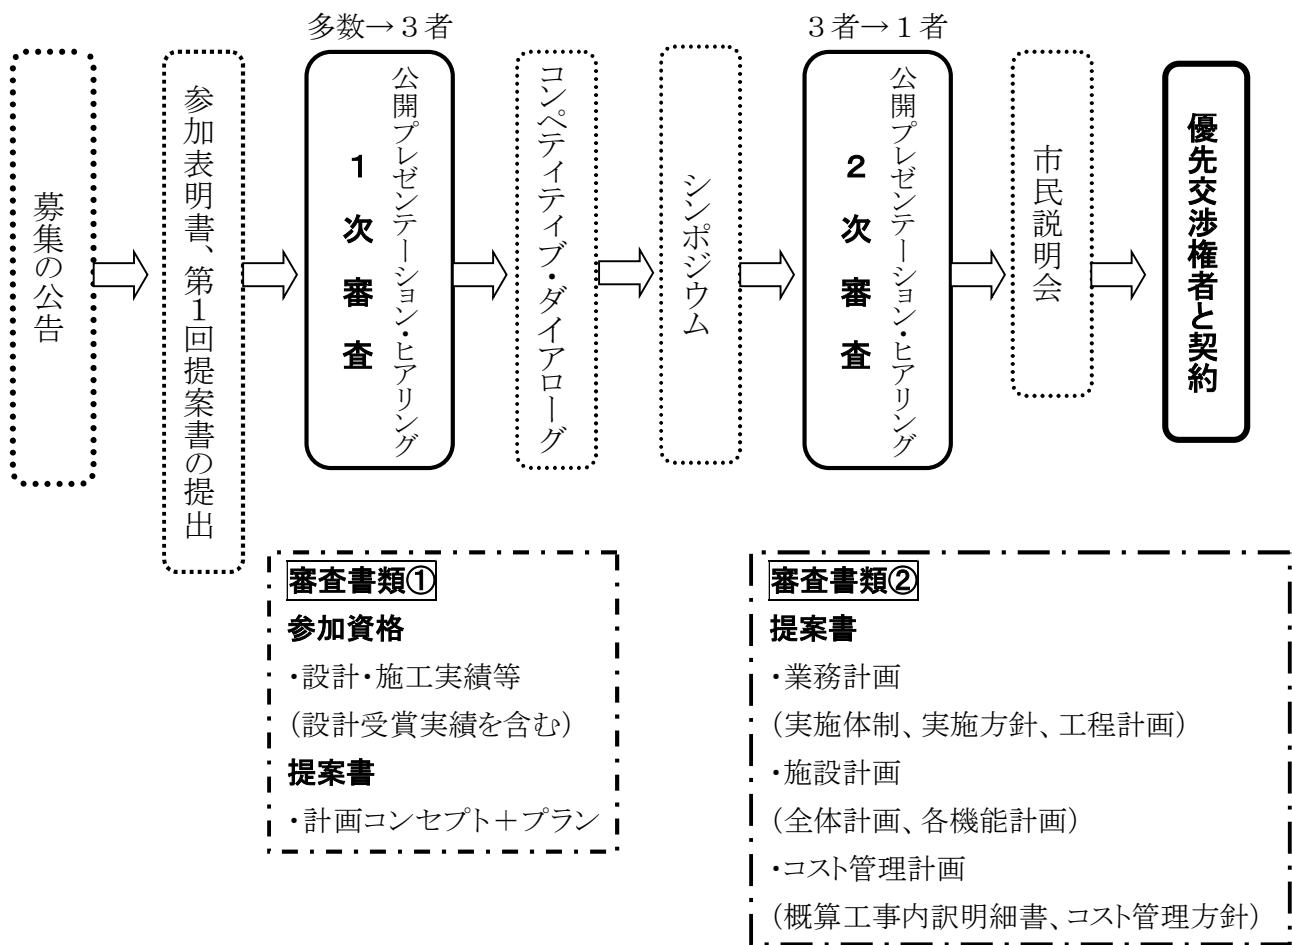 多数→３者
３者→１者
募集の公告
参加表明書、第１回提案書の提出
１次審査
公開プレゼンテーション・ヒアリング
コンペティティブ・ダイアローグ
シンポジウム
２次審査
公開プレゼンテーション・ヒアリング
市民説明会
優先交渉権者と契約
審査書類①
参加資格
・設計・施工実績等
（設計受賞実績を含む）
提案書
・計画コンセプト＋プラン
審査書類②
提案書
・業務計画
（実施体制、実施方針、工程計画）
・施設計画
（全体計画、各機能計画）
・コスト管理計画
（概算工事内訳明細書、コスト管理方針）